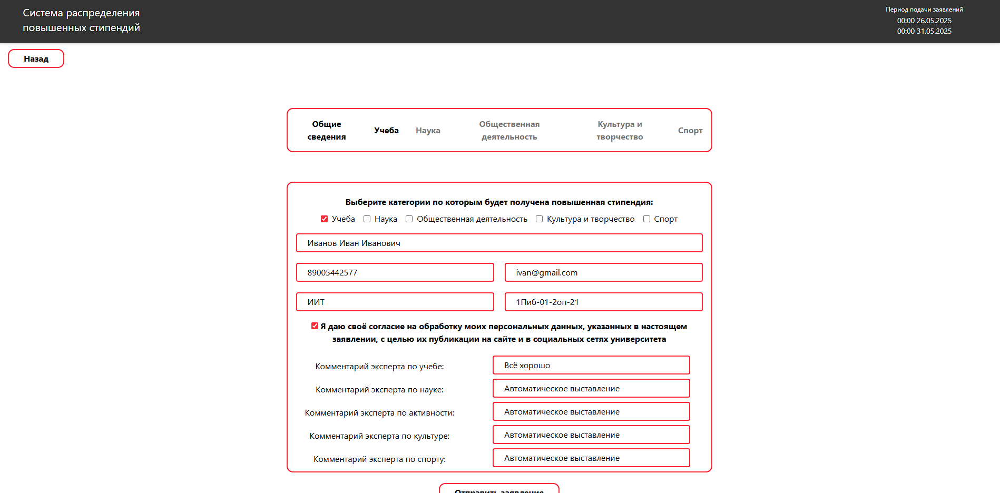 Система распределения
повышенных стипендий
Период подачи заявлений
00:00 26.05.2025
00:00 31.05.2025
Назад
Общие
сведения
Учеба
Наука
Общественная
деятельность
Культура и
творчество
Спорт
Выберите категории по которым будет получена повышенная стипендия:
Учеба Наука Общественная деятельность Культура и творчество Спорт
Иванов Иван Иванович
89005442577
ivan@gmail.com
ИИТ
1Пиб-01-2оп-21
Я даю своё согласие на обработку моих персональных данных, указанных в настоящем
заявлении, с целью их публикации на сайте и в социальных сетях университета
Комментарий эксперта по учебе:
Всё хорошо
Комментарий эксперта по науке:
Автоматическое выставление
Комментарий эксперта по активности:
Автоматическое выставление
Комментарий эксперта по культуре:
Автоматическое выставление
Комментарий эксперта по спорту:
Автоматическое выставление
Отправить заявление